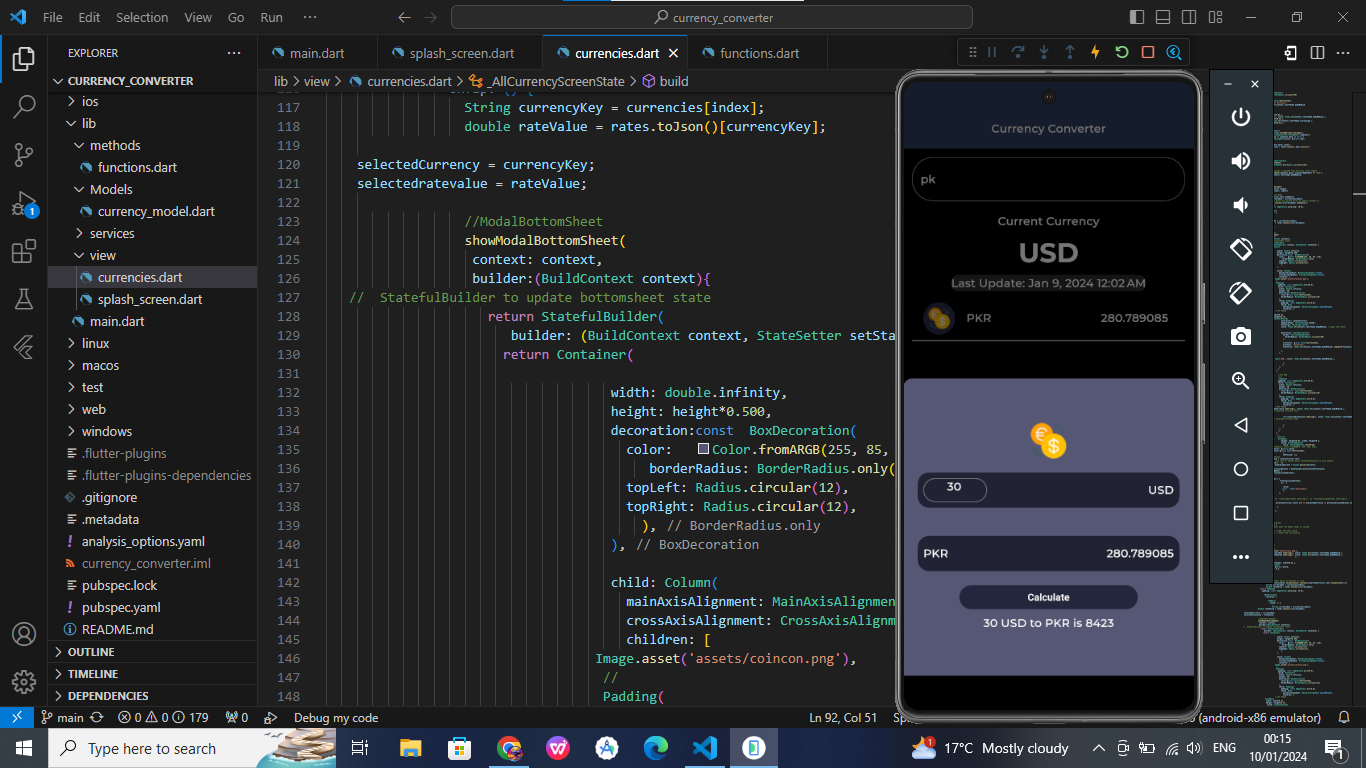 File Edit Selection View Go Run ··· currency_converter
EXPLORER
CURRENCY_CONVERTER
ios
lib
methods
functions.dart
Models
currency_model.dart
services
view
currencies.dart
splash_screen.dart
main.dart
linux
macos
test
web
windows
.flutter-plugins
.flutter-plugins-dependencies
.gitignore
.metadata
analysis_options.yaml
currency_converter.iml
pubspec.lock
pubspec.yaml
README.md
OUTLINE
TIMELINE
DEPENDENCIES
1
main.dart splash_screen.dart currencies.dart functions.dart
lib > view > currencies.dart > _AllCurrencyScreenState > build
117 String currencyKey = currencies[index];
118 double rateValue = rates.toJson()[currencyKey];
119
120 selectedCurrency = currencyKey;
121 selectedratevalue = rateValue;
122
123 //ModalBottomSheet
124 showModalBottomSheet(
125 context: context,
126 builder:(BuildContext context){
127 // StatefulBuilder to update bottomsheet state
128 return StatefulBuilder(
129 builder: (BuildContext context, StateSetter setSta
130 return Container(
131
132 width: double.infinity,
133 height: height*0.500,
134 decoration:const BoxDecoration(
135 color: Color.fromARGB(255, 85,
136 borderRadius: BorderRadius.only(
137 topLeft: Radius.circular(12),
138 topRight: Radius.circular(12),
139 ), // BorderRadius.only
140 ), // BoxDecoration
141
142 child: Column(
143 mainAxisAlignment: MainAxisAlignmen
144 crossAxisAlignment: CrossAxisAlignm
145 children: [
146 Image.asset('assets/coincon.png'),
147 //
148 Padding(
Currency Converter
pk
Current Currency
USD
Last Update: Jan 9, 2024 12:02 AM
PKR 280.789085
30 USD
PKR 280.789085
Calculate
30 USD to PKR is 8423
main 0 0 179 0 Debug my code Ln 92, Col 51 (android-x86 emulator)
Type here to search 17°C Mostly cloudy ENG 00:15
10/01/2024
1